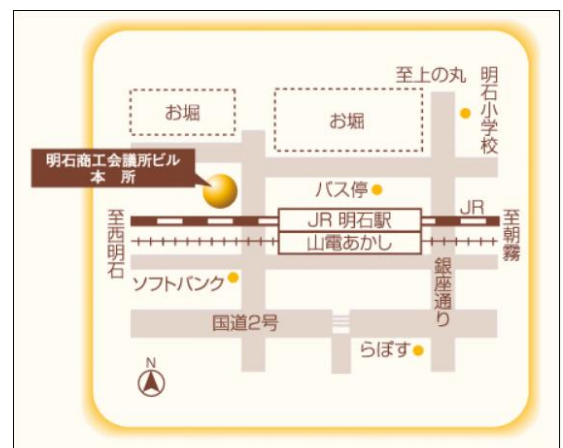 至上の丸
明石小学校
お堀
お堀
明石商工会議所ビル
本 所
バス停
JR 明石駅
JR
山電あかし
至西明石
至朝霧
ソフトバンク
銀座通り
国道2号
らぽす
N